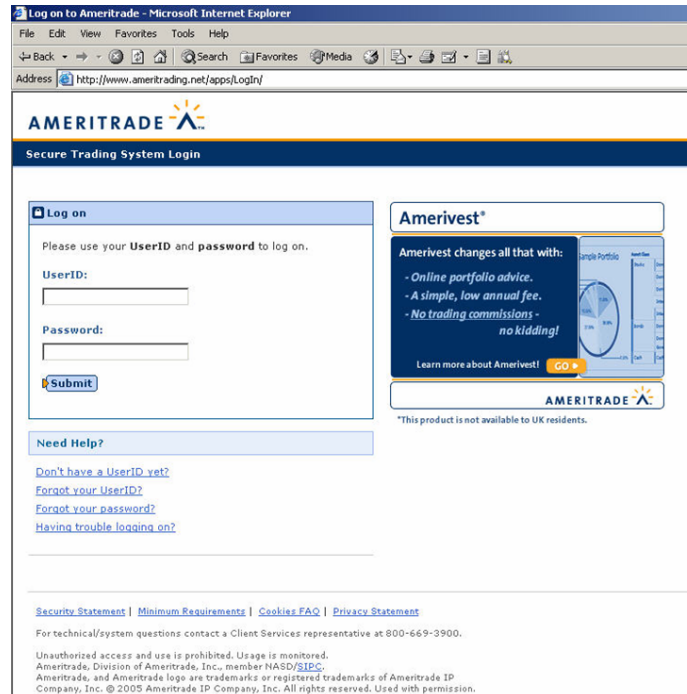 Log on to Ameritrade - Microsoft Internet Explorer
File Edit View Favorites Tools Help
Back Search Favorites Media
Address http://www.ameritrading.net/apps/LogIn/
AMERITRADE
Secure Trading System Login
Log on
Please use your UserID and password to log on.
UserID:
Password:
Submit
Need Help?
Don't have a UserID yet?
Forgot your UserID?
Forgot your password?
Having trouble logging on?
Amerivest*
Amerivest changes all that with:
- Online portfolio advice.
- A simple, low annual fee.
- No trading commissions -
no kidding!
Learn more about Amerivest! GO
Sample Portfolio
AMERITRADE
*This product is not available to UK residents.
Security Statement | Minimum Requirements | Cookies FAQ | Privacy Statement
For technical/system questions contact a Client Services representative at 800-669-3900.
Unauthorized access and use is prohibited. Usage is monitored.
Ameritrade, Division of Ameritrade, Inc., member NASD/SIPC.
Ameritrade, and Ameritrade logo are trademarks or registered trademarks of Ameritrade IP
Company, Inc. © 2005 Ameritrade IP Company, Inc. All rights reserved. Used with permission.